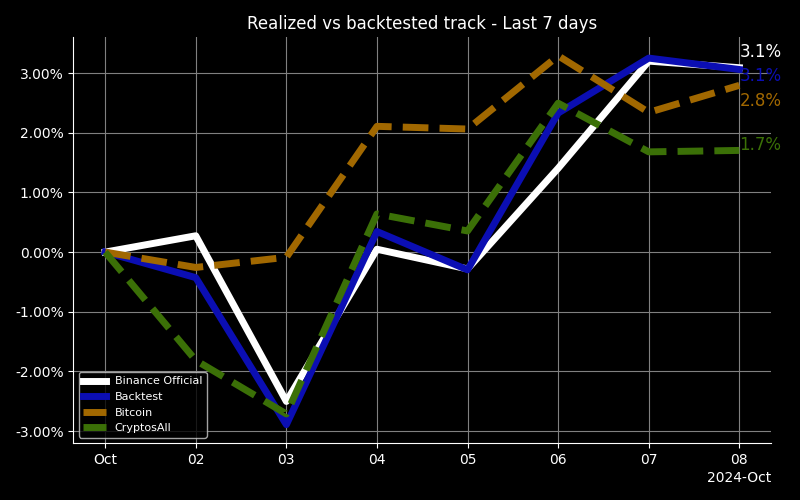 Realized vs backtested track - Last 7 days
3.1%
3.1%
2.8%
1.7%
3.00%
2.00%
1.00%
0.00%
-1.00%
-2.00%
-3.00%
Binance Official
Backtest
Bitcoin
CryptosAll
Oct 02 03 04 05 06 07 08
2024-Oct